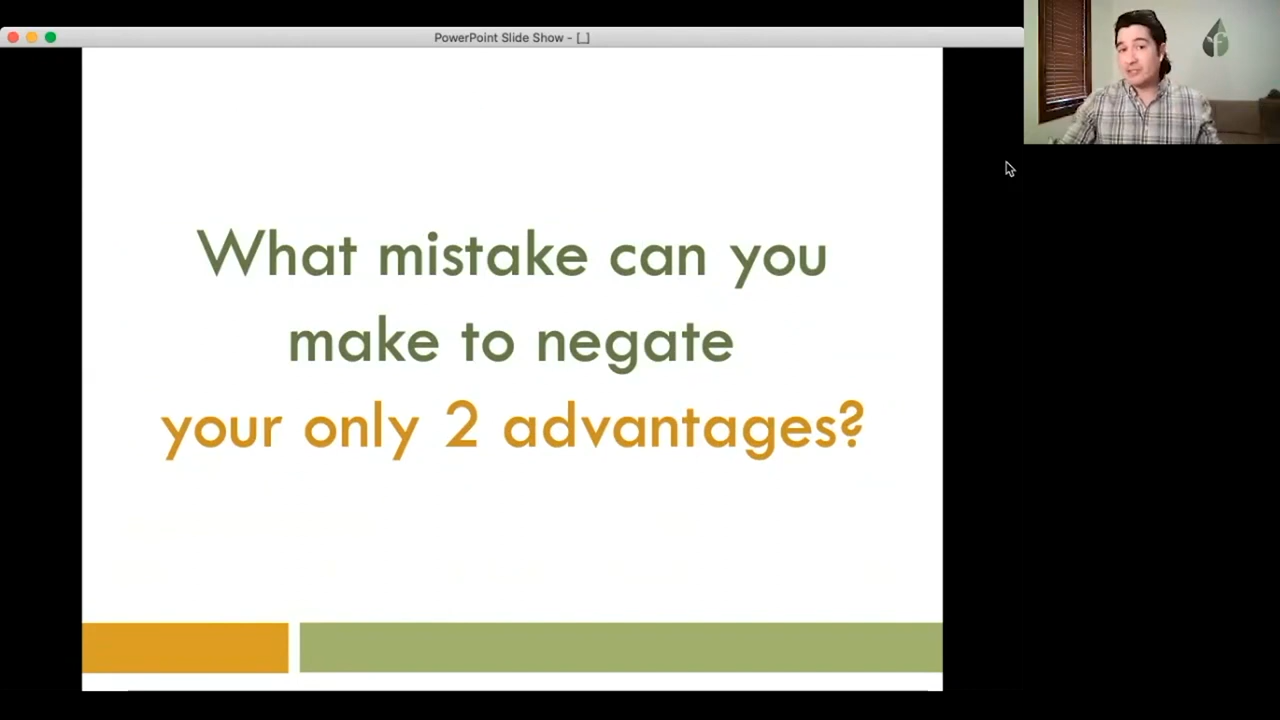 PowerPoint Slide Show - [_]
What mistake can you
make to negate
your only 2 advantages?
f